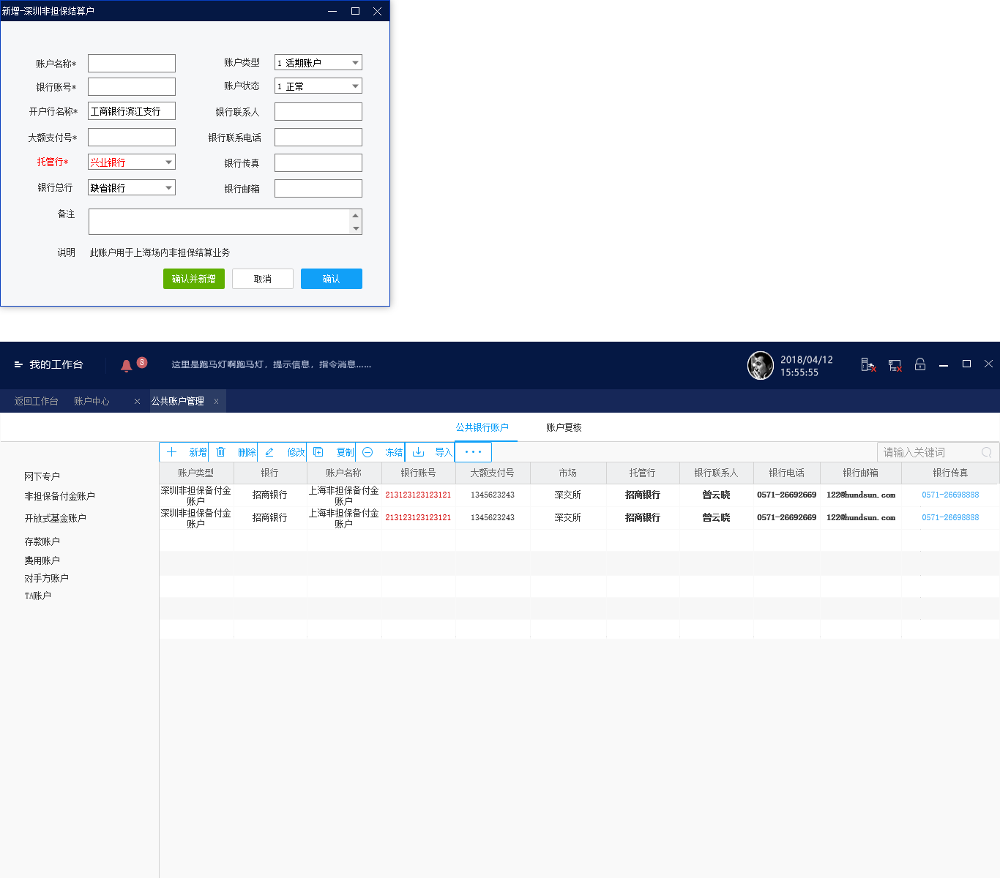 新增-深圳非担保结算户
账户名称*
账户类型 1 活期账户
银行账号*
账户状态 1 正常
开户行名称* 工商银行滨江支行
银行联系人
大额支付号*
银行联系电话
托管行* 兴业银行
银行传真
银行总行 缺省银行
银行邮箱
备注
说明 此账户用于上海场内非担保结算业务
确认并新增 取消 确认
我的工作台 8 这里是跑马灯啊跑马灯，提示信息，指令消息......
2018/04/12
15:55:55
返回工作台 账户中心 × 公共账户管理 x
公共银行账户 账户复核
新增 删除 修改 复制 冻结 导入 ··· 请输入关键词
网下专户
非担保备付金账户
开放式基金账户
存款账户
费用账户
对手方账户
TA账户
账户类型 银行 账户名称 银行账号 大额支付号 市场 托管行 银行联系人 银行电话 银行邮箱 银行传真
深圳非担保备付金账户 招商银行 上海非担保备付金账户 213123123123121 1345623243 深交所 招商银行 曾云晓 0571-26692669 122@hundsun.com 0571-26698888
深圳非担保备付金账户 招商银行 上海非担保备付金账户 213123123123121 1345623243 深交所 招商银行 曾云晓 0571-26692669 122@hundsun.com 0571-26698888